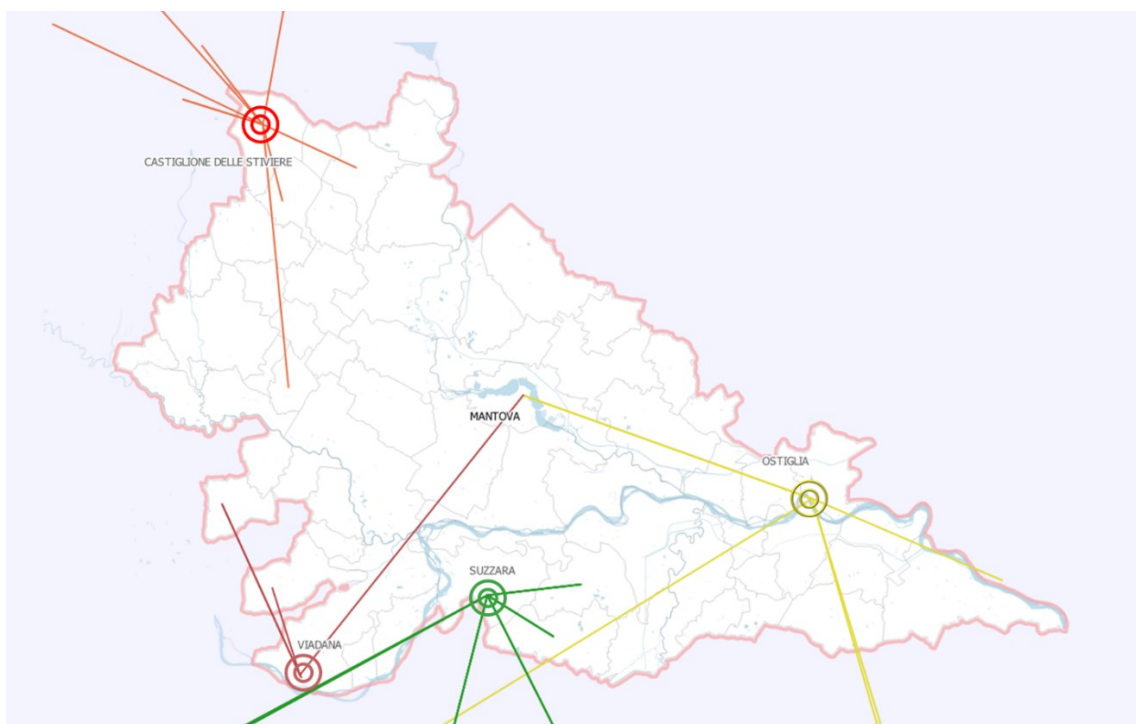 CASTIGLIONE DELLE STIVIERE
MANTOVA
OSTIGLIA
SUZZARA
VIADANA